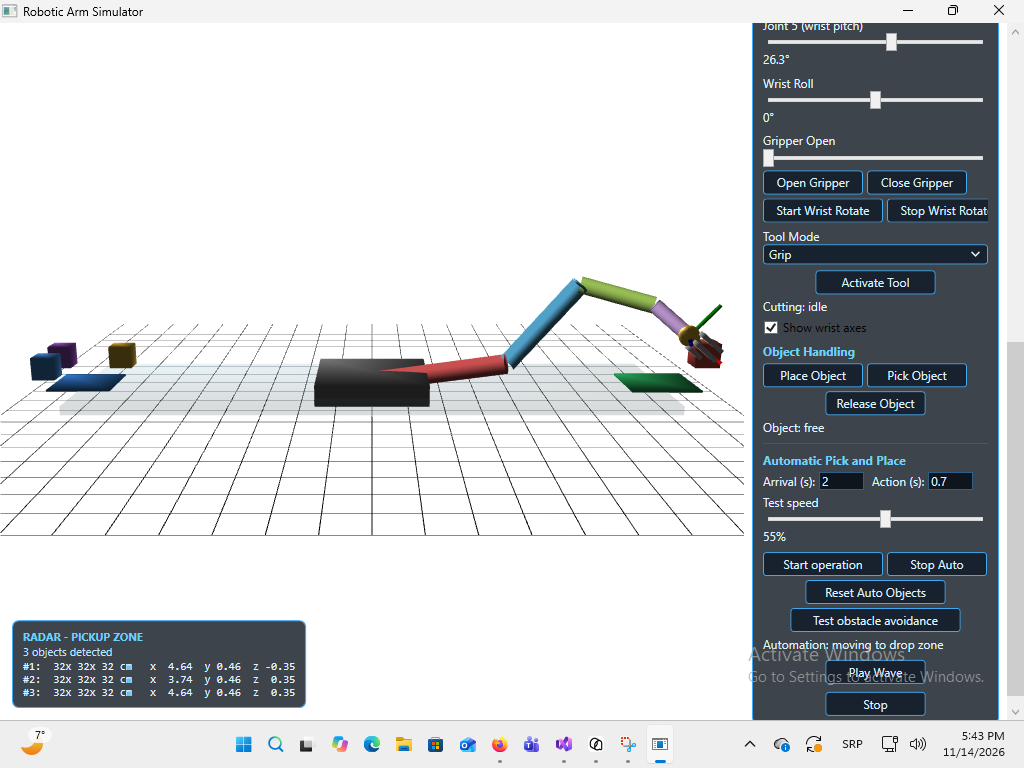 Robotic Arm Simulator
Joint 5 (wrist pitch)
26.3°
Wrist Roll
0°
Gripper Open
Open Gripper Close Gripper
Start Wrist Rotate Stop Wrist Rotat
Tool Mode
Grip
Activate Tool
Cutting: idle
Show wrist axes
Object Handling
Place Object Pick Object
Release Object
Object: free
Automatic Pick and Place
Arrival (s): 2 Action (s): 0.7
Test speed
55%
Start operation Stop Auto
Reset Auto Objects
Test obstacle avoidance
Automation: moving to drop zone
Play Wave
Stop
Activate Windows
Go to Settings to activate Windows.
RADAR - PICKUP ZONE
3 objects detected
#1: 32x 32x 32 cm x 4.64 y 0.46 z -0.35
#2: 32x 32x 32 cm x 3.74 y 0.46 z 0.35
#3: 32x 32x 32 cm x 4.64 y 0.46 z 0.35
7°
SRP
5:43 PM
11/14/2026